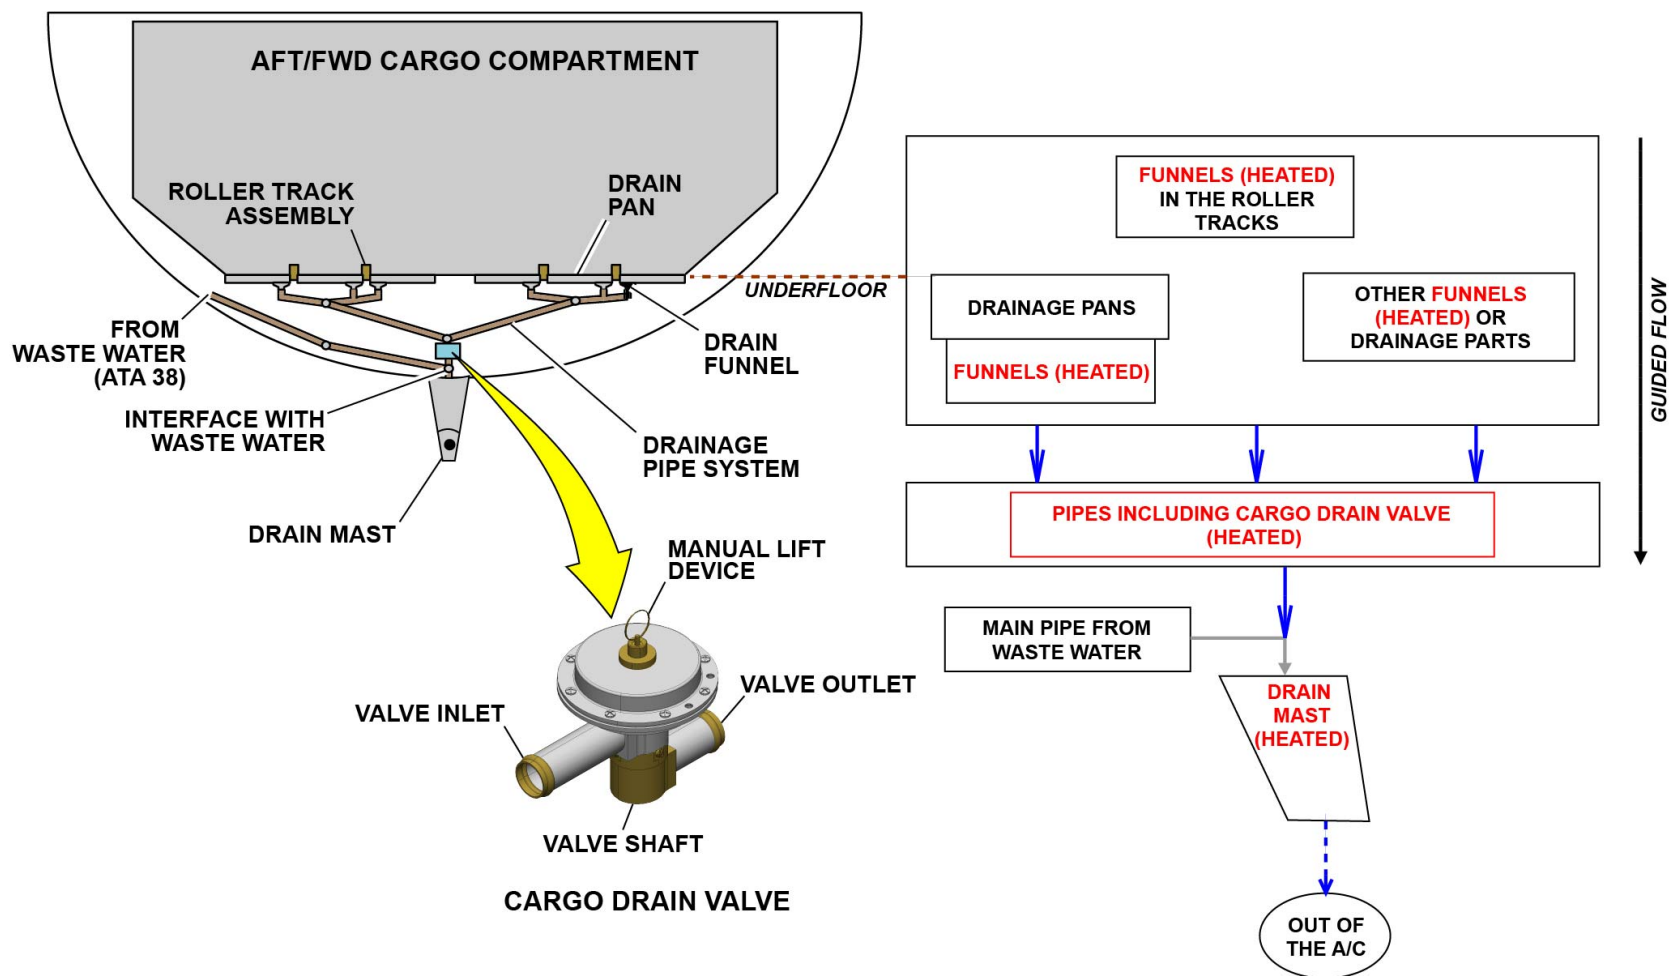 AFT/FWD CARGO COMPARTMENT
ROLLER TRACK
ASSEMBLY
DRAIN
PAN
UNDERFLOOR
FROM
WASTE WATER
(ATA 38)
DRAIN
FUNNEL
INTERFACE WITH
WASTE WATER
DRAINAGE
PIPE SYSTEM
DRAIN MAST
MANUAL LIFT
DEVICE
VALVE INLET
VALVE OUTLET
VALVE SHAFT
CARGO DRAIN VALVE
FUNNELS (HEATED)
IN THE ROLLER
TRACKS
DRAINAGE PANS
FUNNELS (HEATED)
OTHER FUNNELS
(HEATED) OR
DRAINAGE PARTS
GUIDED FLOW
PIPES INCLUDING CARGO DRAIN VALVE
(HEATED)
MAIN PIPE FROM
WASTE WATER
DRAIN
MAST
(HEATED)
OUT OF
THE A/C